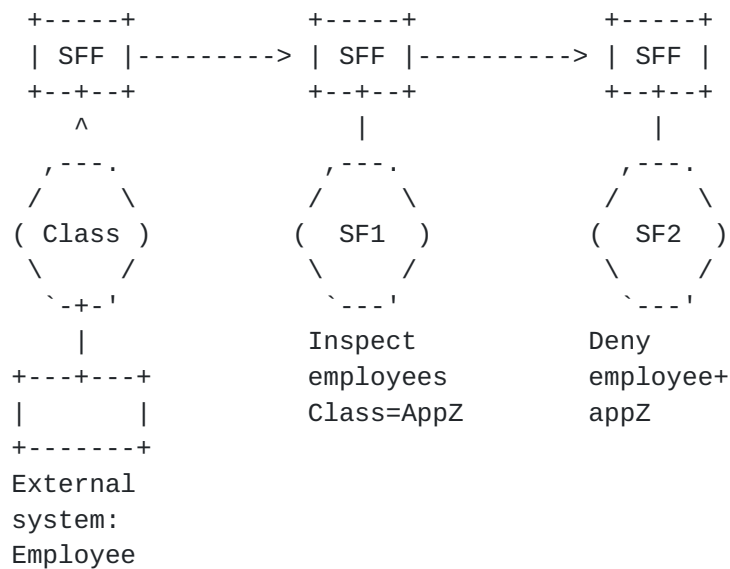 +-----+ +-----+ +-----+
| SFF |---------> | SFF |----------> | SFF |
+--+--+ +--+--+ +--+--+
^ | |
,---. ,---. ,---.
/ \ / \ / \
( Class ) ( SF1 ) ( SF2 )
\ / \ / \ /
`-+-' `---' `---'
| Inspect Deny
+---+---+ employees employee+
| | Class=AppZ appZ
+-------+
External
system:
Employee